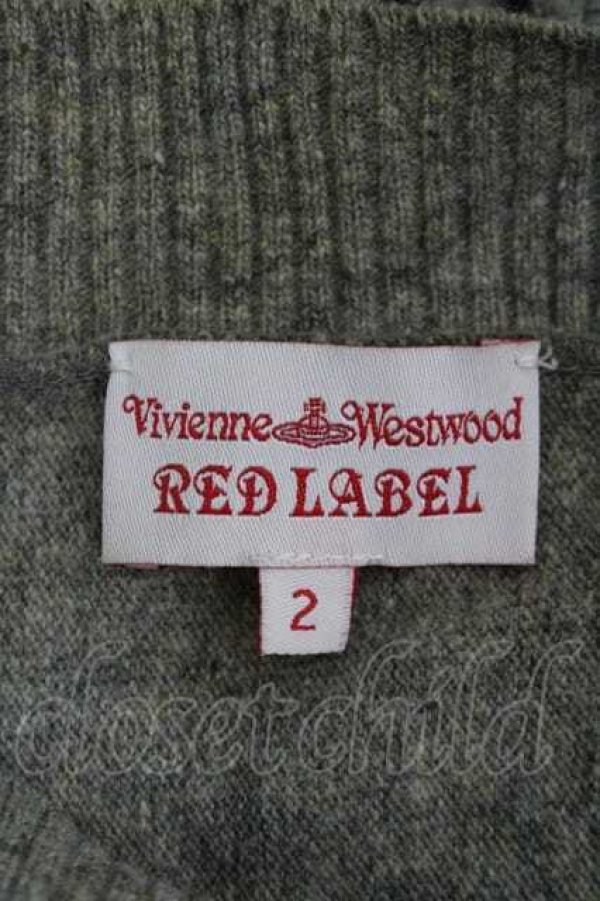 Vivienne Westwood
RED LABEL
2
closet child